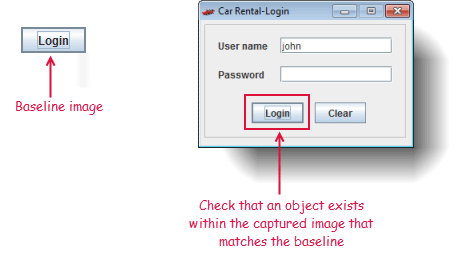 Login
Baseline image
Car Rental-Login
User name
john
Password
Login
Clear
Check that an object exists
within the captured image that
matches the baseline